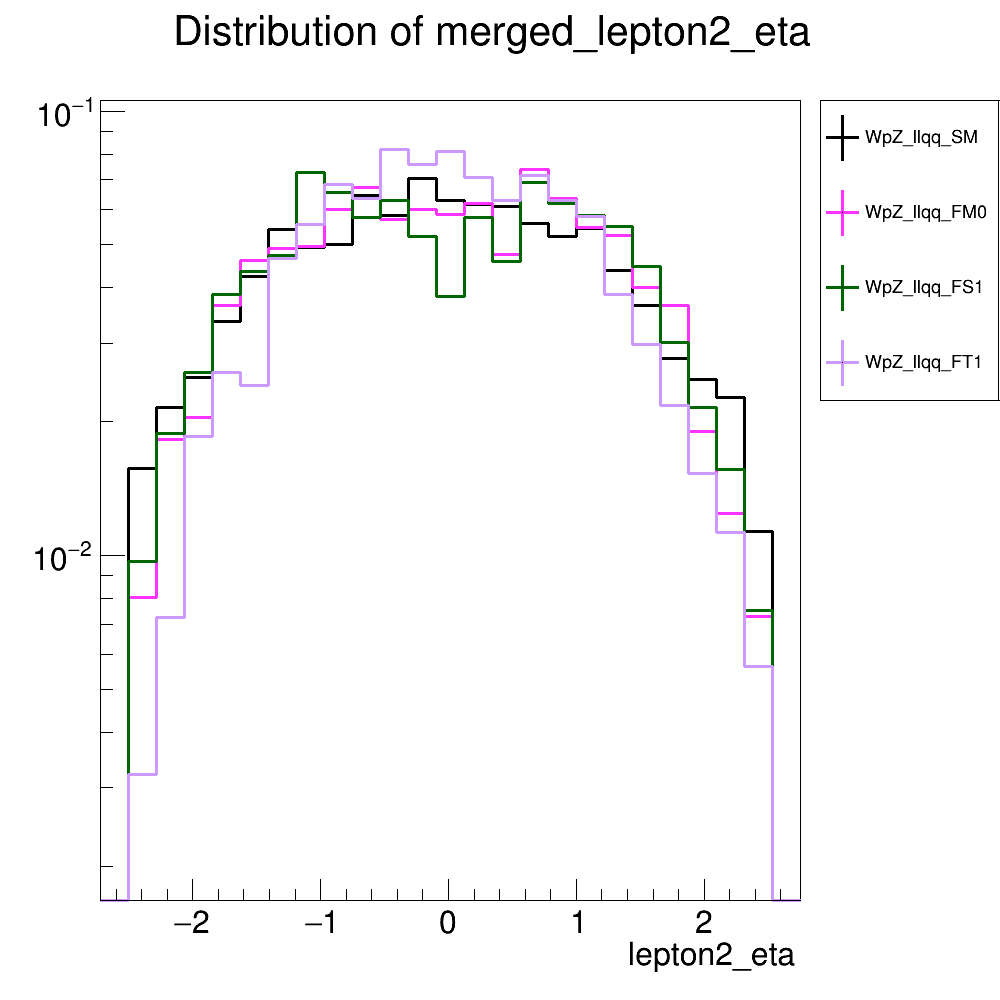 Distribution of merged_lepton2_eta
10−1
WpZ_llqq_SM
WpZ_llqq_FM0
WpZ_llqq_FS1
WpZ_llqq_FT1
10−2
−2 −1 0 1 2
lepton2_eta